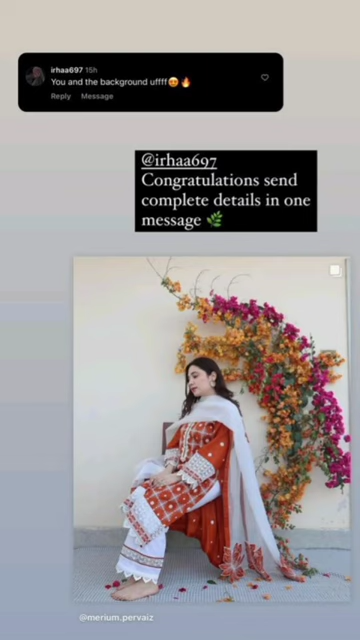 irhaa697 15h
You and the background uffff😍🔥
Reply Message
@irhaa697
Congratulations send
complete details in one
message 🌿
@merium.pervaiz